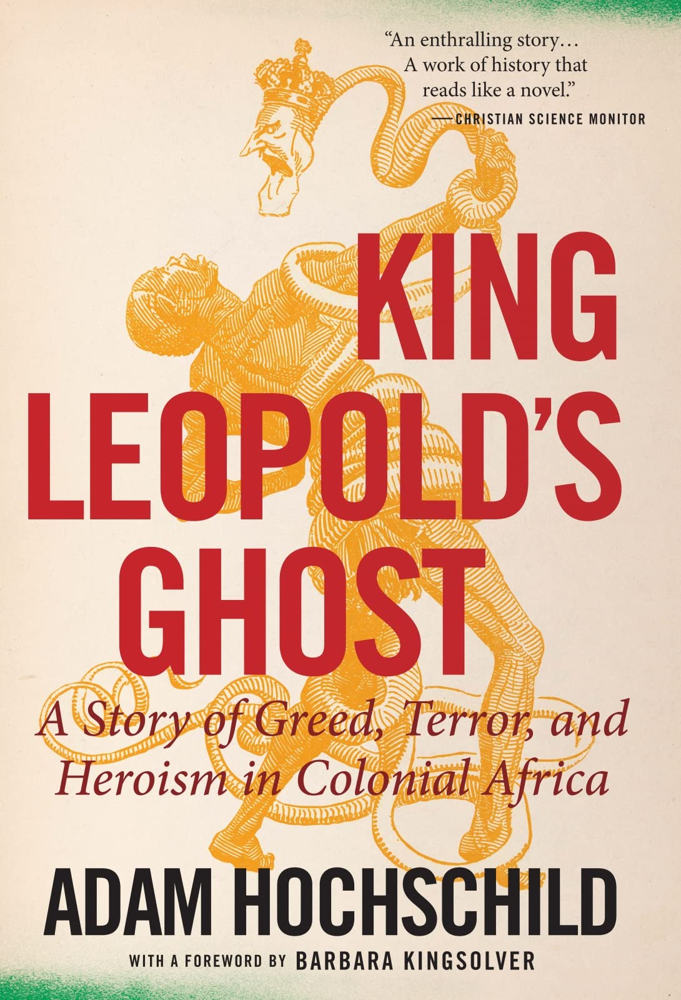 “An enthralling story…
A work of history that
reads like a novel.”
—CHRISTIAN SCIENCE MONITOR
KING
LEOPOLD’S
GHOST
A Story of Greed, Terror, and
Heroism in Colonial Africa
ADAM HOCHSCHILD
WITH A FOREWORD BY BARBARA KINGSOLVER